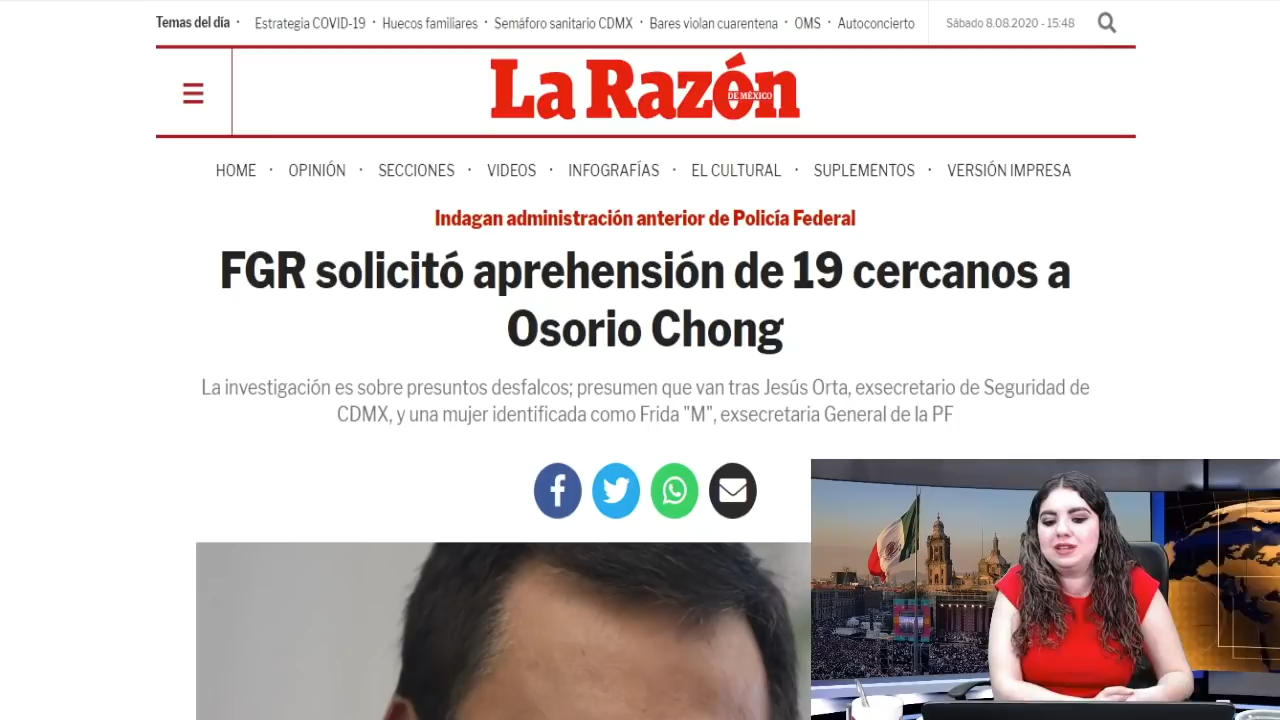 Temas del día · Estrategia COVID-19 · Huecos familiares · Semáforo sanitario CDMX · Bares violan cuarentena · OMS · Autoconcierto Sábado 8.08.2020 - 15:48
La Razón
DE MÉXICO
HOME · OPINIÓN · SECCIONES · VIDEOS · INFOGRAFÍAS · EL CULTURAL · SUPLEMENTOS · VERSIÓN IMPRESA
Indagan administración anterior de Policía Federal
FGR solicitó aprehensión de 19 cercanos a
Osorio Chong
La investigación es sobre presuntos desfalcos; presumen que van tras Jesús Orta, exsecretario de Seguridad de
CDMX, y una mujer identificada como Frida "M", exsecretaria General de la PF